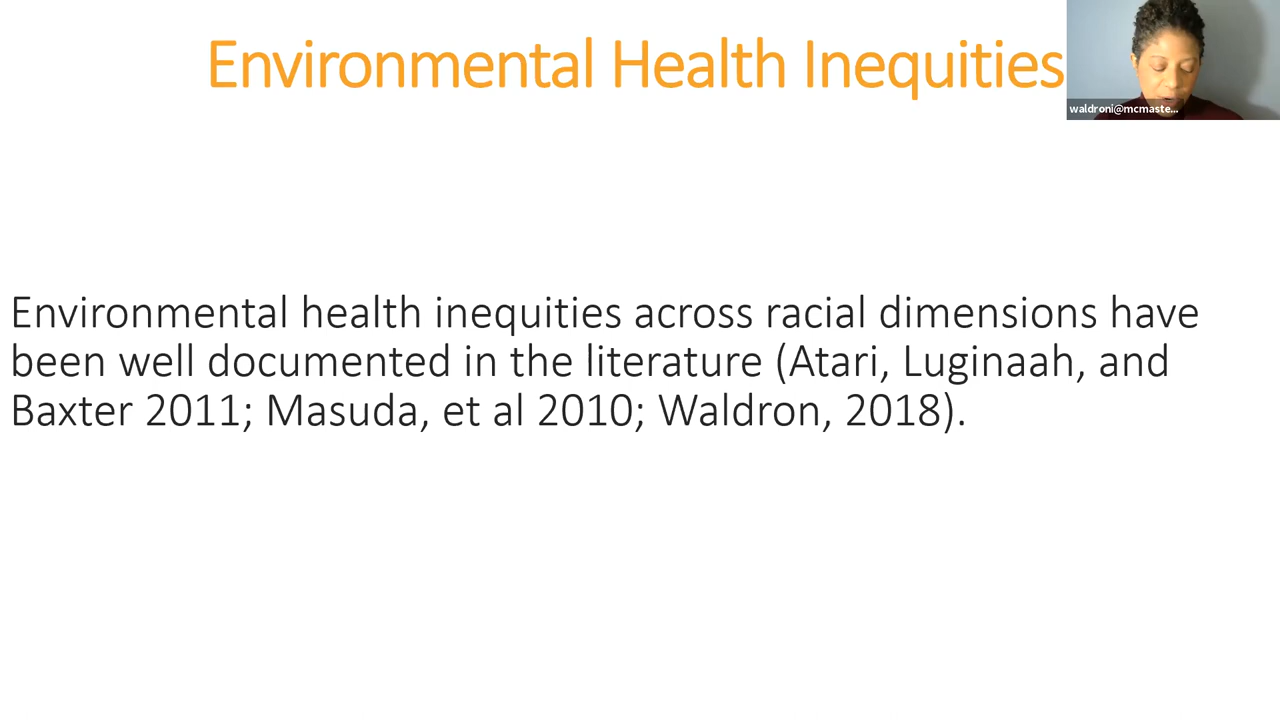 Environmental Health Inequities
waldroni@mcmaste...
Environmental health inequities across racial dimensions have
been well documented in the literature (Atari, Luginaah, and
Baxter 2011; Masuda, et al 2010; Waldron, 2018).